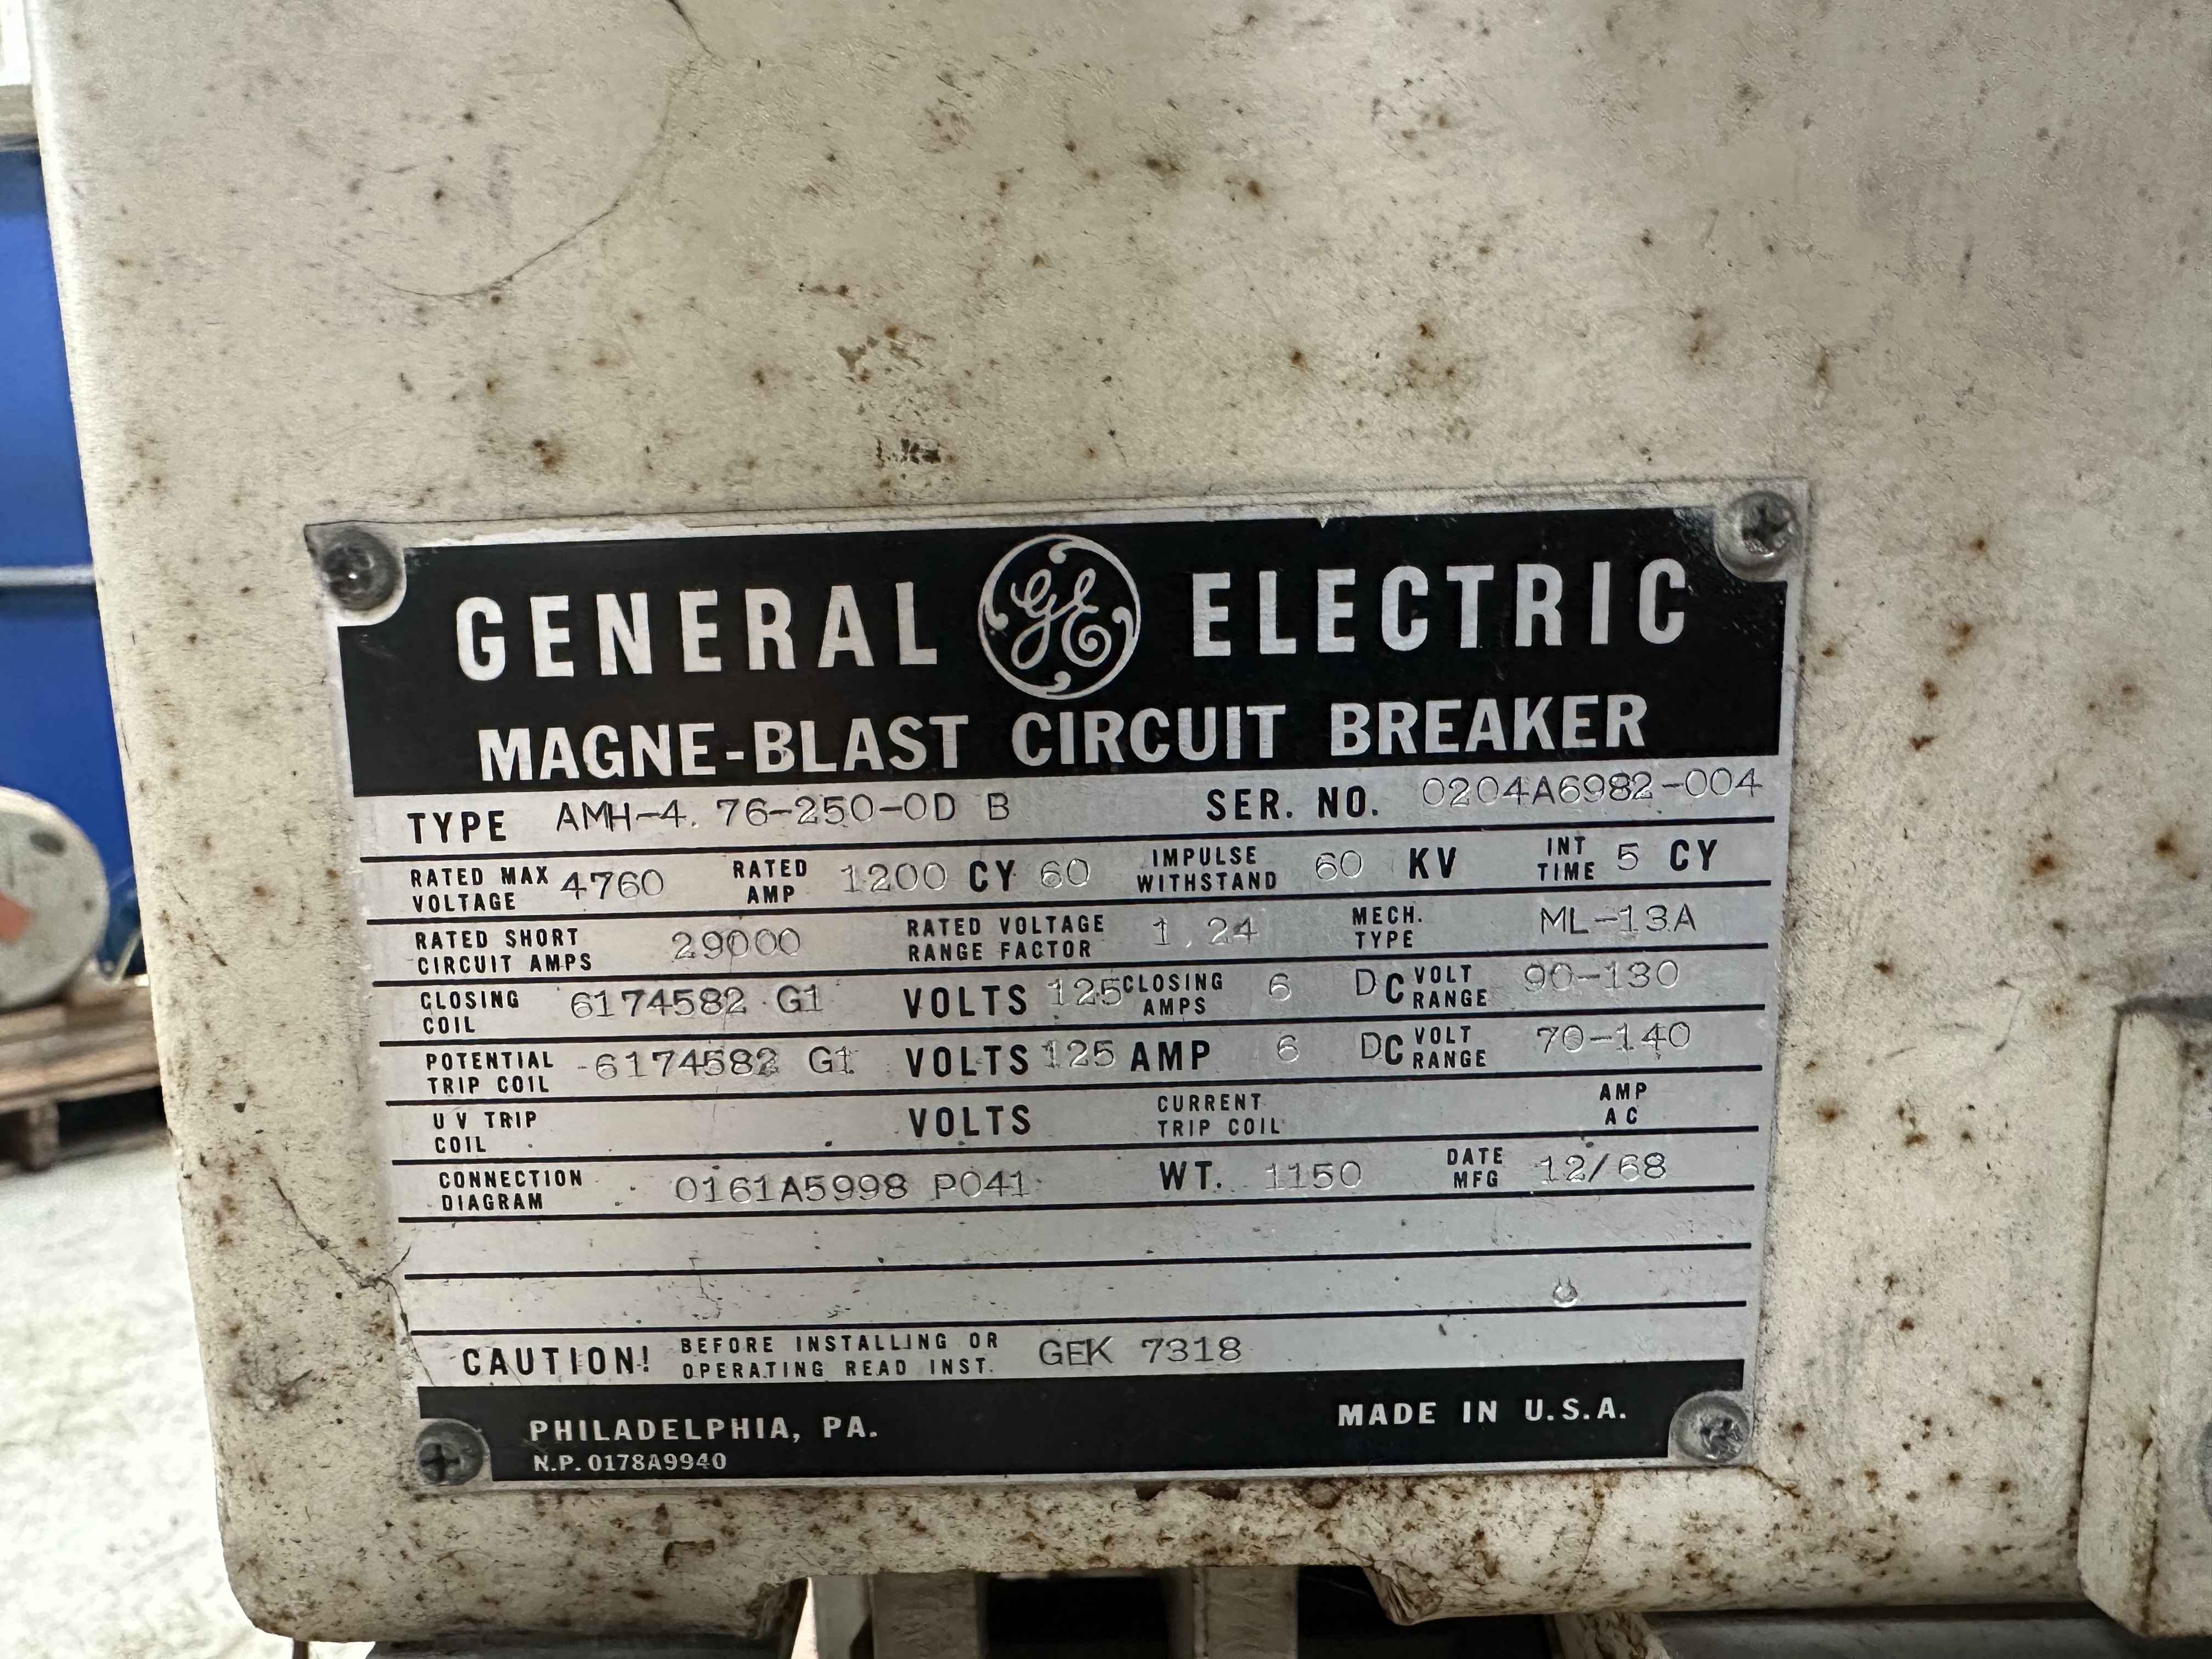 GENERAL GE ELECTRIC
MAGNE-BLAST CIRCUIT BREAKER
TYPE AMH-4.76-250-0D B SER. NO. 0204A6982-004
RATED MAX VOLTAGE 4760 RATED AMP 1200 CY 60 IMPULSE WITHSTAND 60 KV INT TIME 5 CY
RATED SHORT CIRCUIT AMPS 29000 RATED VOLTAGE RANGE FACTOR 1.24 MECH. TYPE ML-13A
CLOSING COIL 6174582 G1 VOLTS 125 CLOSING AMPS 6 DC VOLT RANGE 90-130
POTENTIAL TRIP COIL -6174582 G1 VOLTS 125 AMP 6 DC VOLT RANGE 70-140
U V TRIP COIL VOLTS CURRENT TRIP COIL AMP AC
CONNECTION DIAGRAM 0161A5998 P041 WT. 1150 DATE MFG 12/68
CAUTION! BEFORE INSTALLING OR OPERATING READ INST. GEK 7318
PHILADELPHIA, PA. MADE IN U.S.A.
N.P. 0178A9940